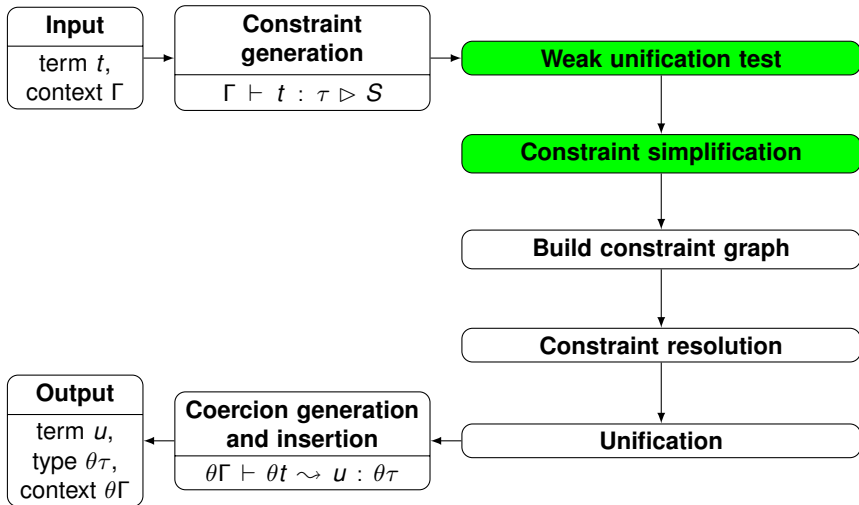 Input
term t,
context Γ
Constraint
generation
Γ ⊢ t : τ ▷ S
Weak unification test
Constraint simplification
Build constraint graph
Constraint resolution
Unification
Coercion generation
and insertion
θΓ ⊢ θt ⇝ u : θτ
Output
term u,
type θτ,
context θΓ